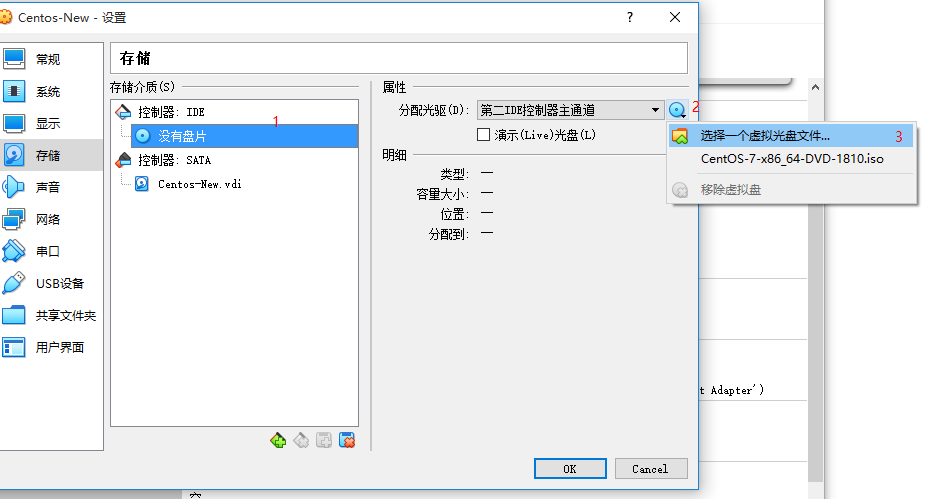 Centos-New - 设置
?
常规
系统
显示
存储
声音
网络
串口
USB设备
共享文件夹
用户界面
存储
存储介质(S)
控制器: IDE
1
没有盘片
控制器: SATA
Centos-New.vdi
属性
分配光驱(D): 第二IDE控制器主通道
2
演示(Live)光盘(L)
明细
类型: —
容量大小: —
位置: —
分配到: —
选择一个虚拟光盘文件...
3
CentOS-7-x86_64-DVD-1810.iso
移除虚拟盘
t Adapter')
OK
Cancel